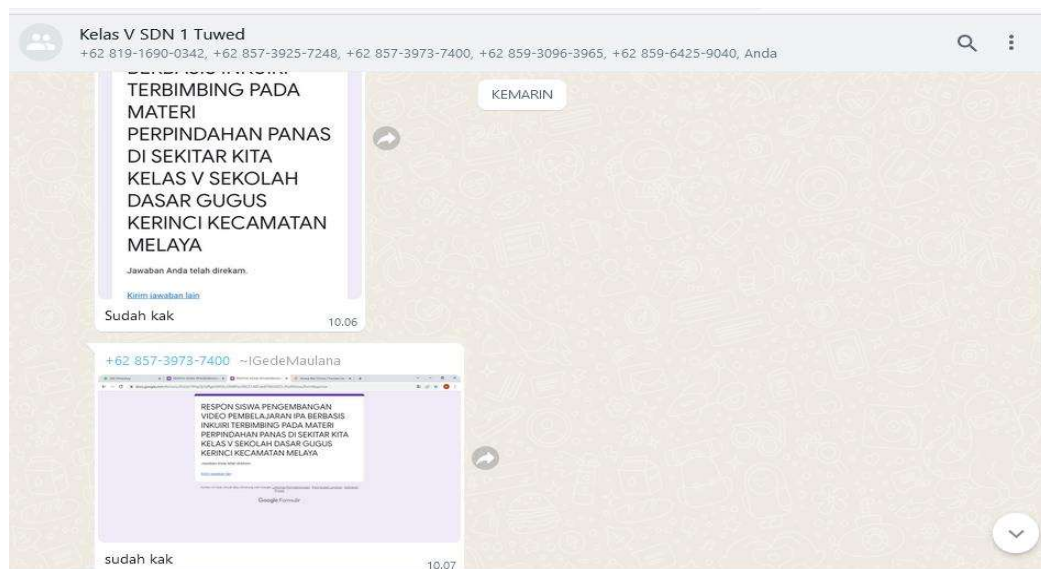 Kelas V SDN 1 Tuwed
+62 819-1690-0342, +62 857-3925-7248, +62 857-3973-7400, +62 859-3096-3965, +62 859-6425-9040, Anda
KEMARIN
BERBASIS INKUIRI
TERBIMBING PADA
MATERI
PERPINDAHAN PANAS
DI SEKITAR KITA
KELAS V SEKOLAH
DASAR GUGUS
KERINCI KECAMATAN
MELAYA
Jawaban Anda telah direkam.
Kirim jawaban lain
Sudah kak
10.06
+62 857-3973-7400 ~IGedeMaulana
RESPON SISWA PENGEMBANGAN
VIDEO PEMBELAJARAN IPA BERBASIS
INKUIRI TERBIMBING PADA MATERI
PERPINDAHAN PANAS DI SEKITAR KITA
KELAS V SEKOLAH DASAR GUGUS
KERINCI KECAMATAN MELAYA
Google Formulir
sudah kak
10.07